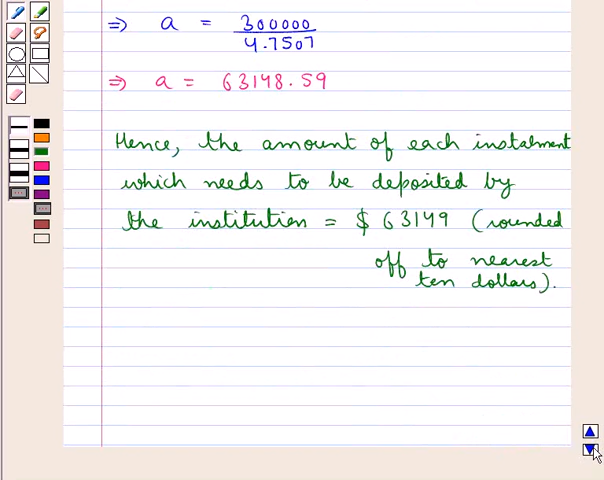 ⇒ a = 300000 / 4.7507
⇒ a = 63148.59
Hence, the amount of each instalment
which needs to be deposited by
the institution = $ 63149 (rounded
off to nearest
ten dollars).